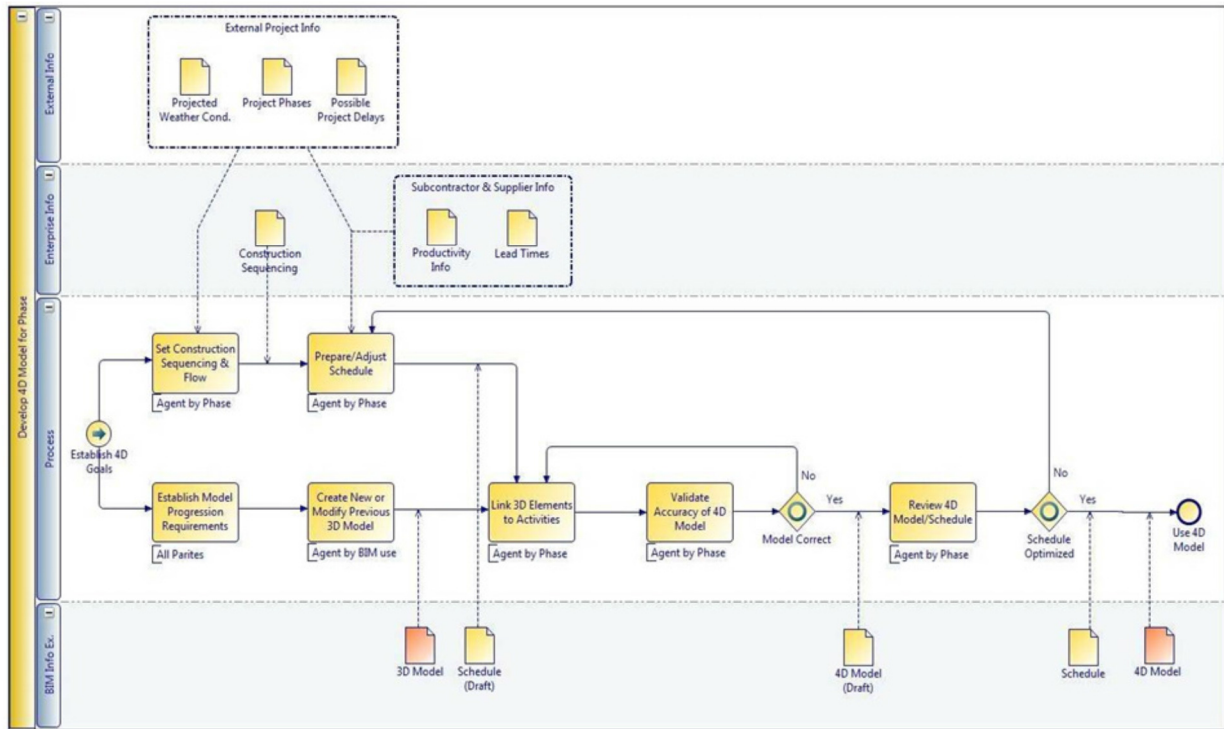 Develop 4D Model for Phase
External Info
External Project Info
Projected
Weather Cond.
Project Phases
Possible
Project Delays
Enterprise Info
Construction
Sequencing
Subcontractor & Supplier Info
Productivity
Info
Lead Times
Process
Establish 4D
Goals
Set Construction
Sequencing &
Flow
Agent by Phase
Prepare/Adjust
Schedule
Agent by Phase
Establish Model
Progression
Requirements
All Parites
Create New or
Modify Previous
3D Model
Agent by BIM use
Link 3D Elements
to Activities
Agent by Phase
Validate
Accuracy of 4D
Model
Agent by Phase
No
Yes
Model Correct
Review 4D
Model/Schedule
Agent by Phase
No
Yes
Schedule
Optimized
Use 4D
Model
BIM Info Ex.
3D Model
Schedule
(Draft)
4D Model
(Draft)
Schedule
4D Model